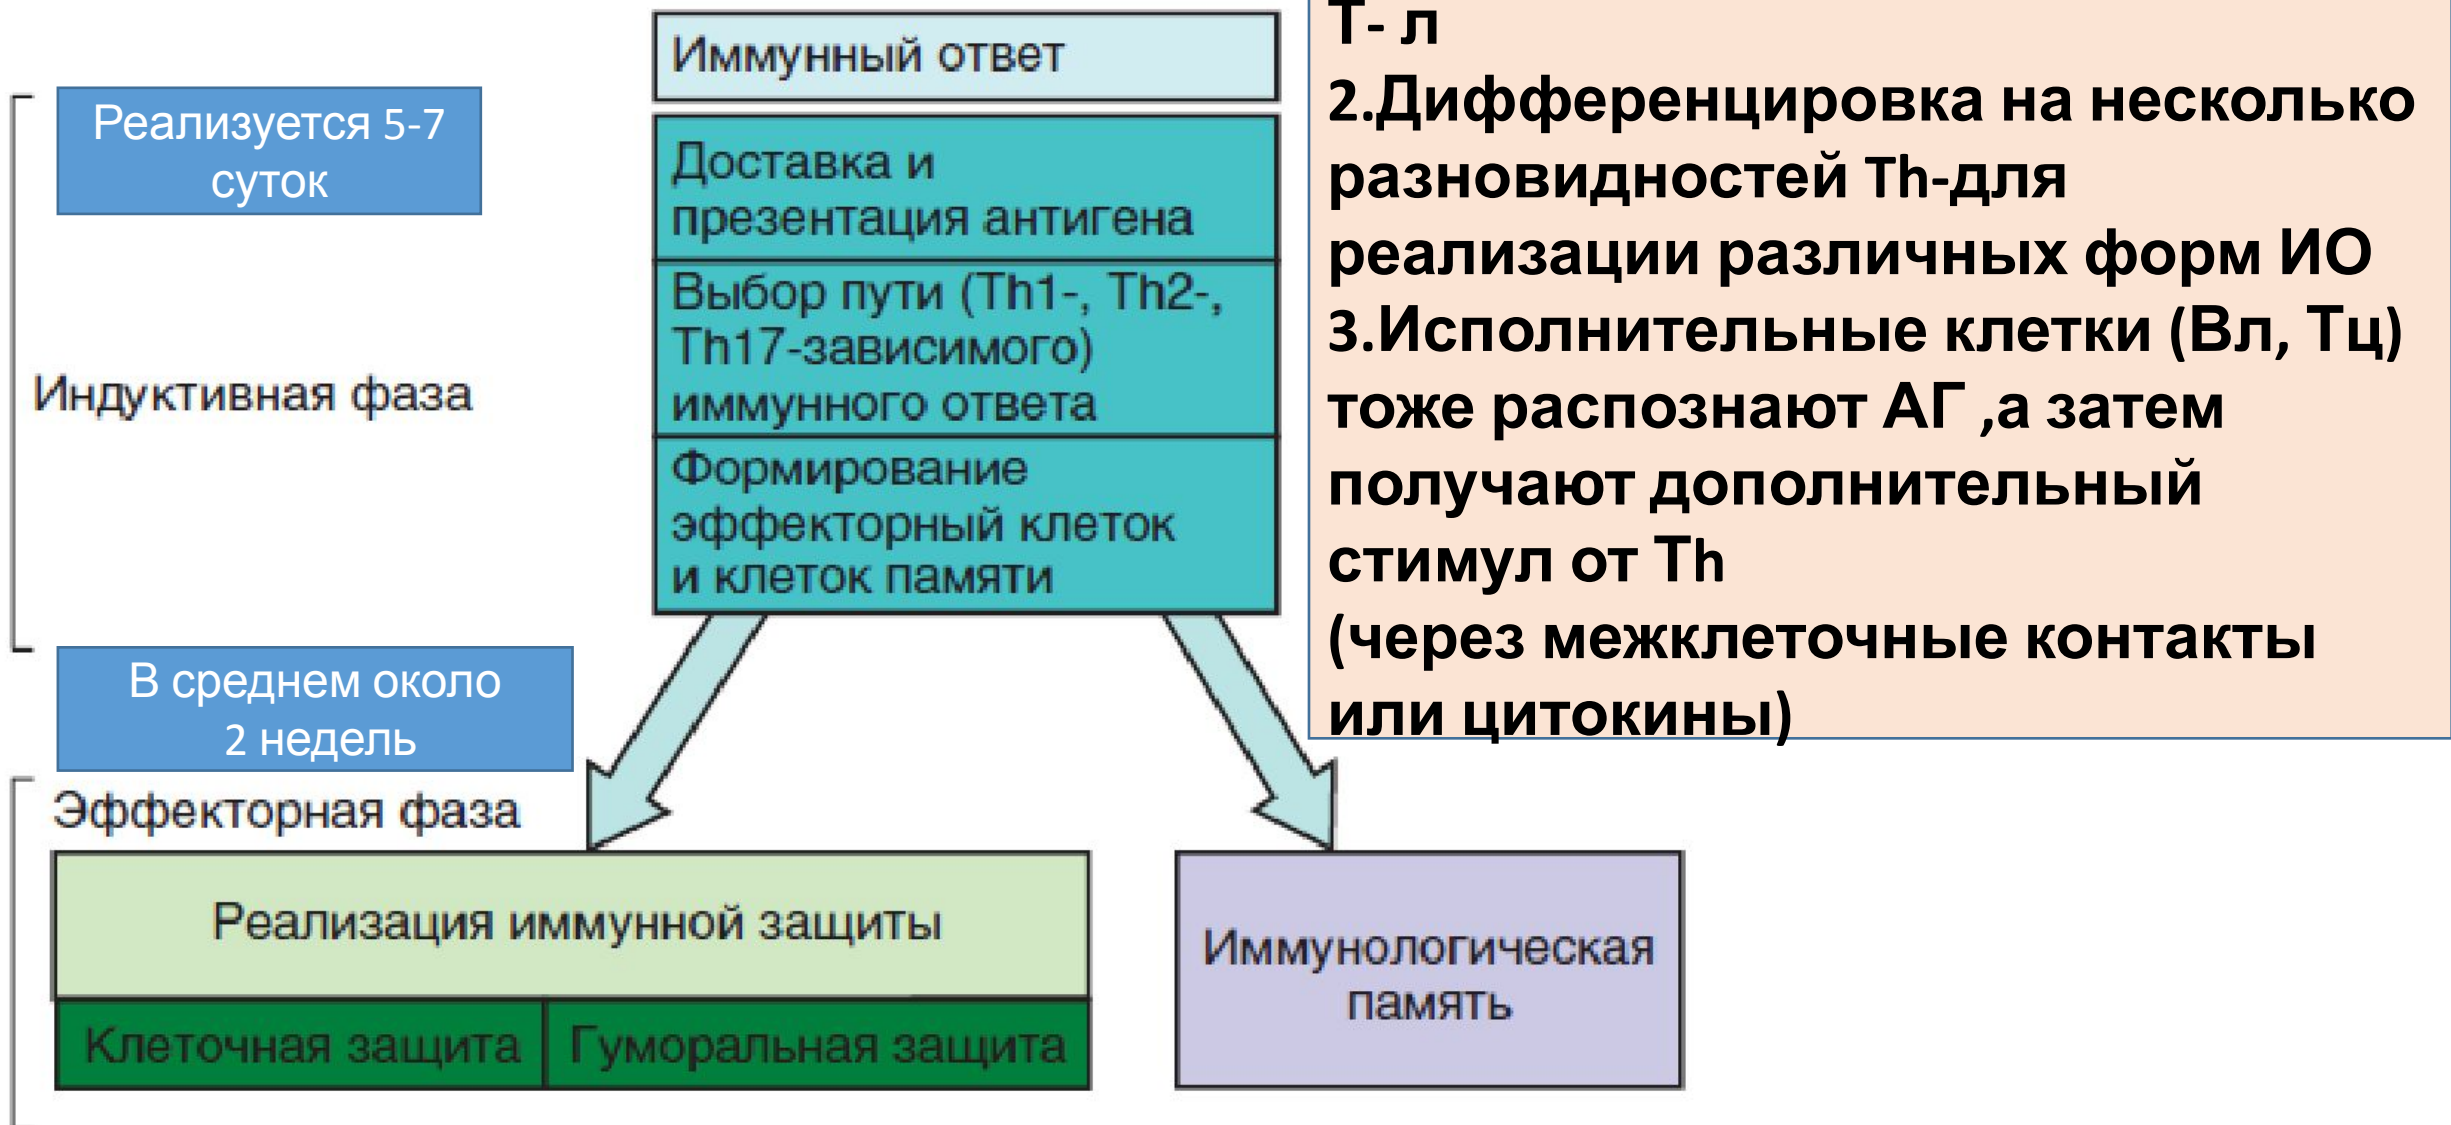 Иммунный ответ
Реализуется 5-7
суток
Доставка и
презентация антигена
Выбор пути (Th1-, Th2-,
Th17-зависимого)
иммунного ответа
Индуктивная фаза
Формирование
эффекторный клеток
и клеток памяти
В среднем около
2 недель
Эффекторная фаза
Реализация иммунной защиты
Клеточная защита
Гуморальная защита
Иммунологическая
память
Т- л
2.Дифференцировка на несколько
разновидностей Th-для
реализации различных форм ИО
3.Исполнительные клетки (Вл, Тц)
тоже распознают АГ ,а затем
получают дополнительный
стимул от Th
(через межклеточные контакты
или цитокины)